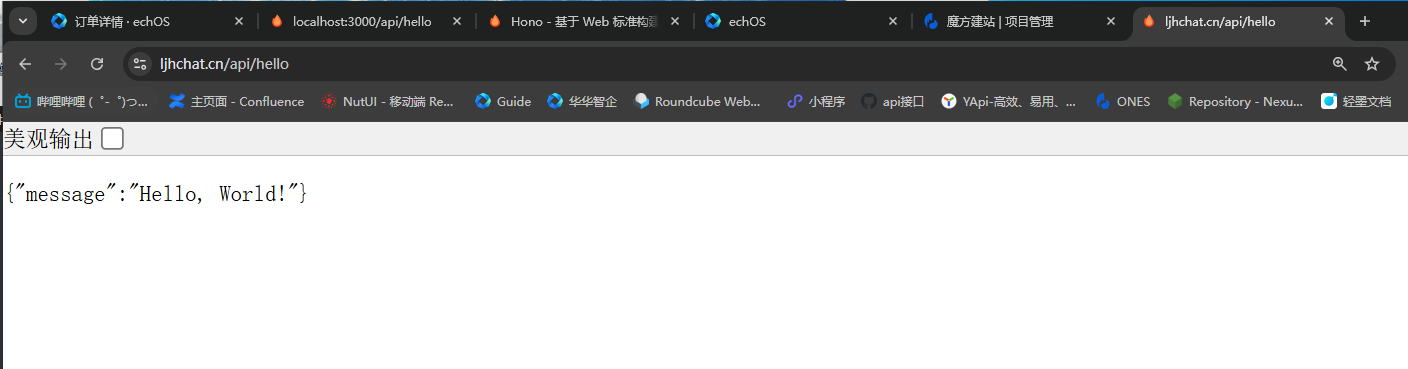 订单详情 · echOS
localhost:3000/api/hello
Hono - 基于 Web 标准构建
echOS
魔方建站 | 项目管理
ljhchat.cn/api/hello
ljhchat.cn/api/hello
哔哩哔哩 ( ゜- ゜)つ...
主页面 - Confluence
NutUI - 移动端 Re...
Guide
华华智企
Roundcube Web...
小程序
api接口
YApi-高效、易用、...
ONES
Repository - Nexu...
轻墨文档
美观输出
{"message":"Hello, World!"}